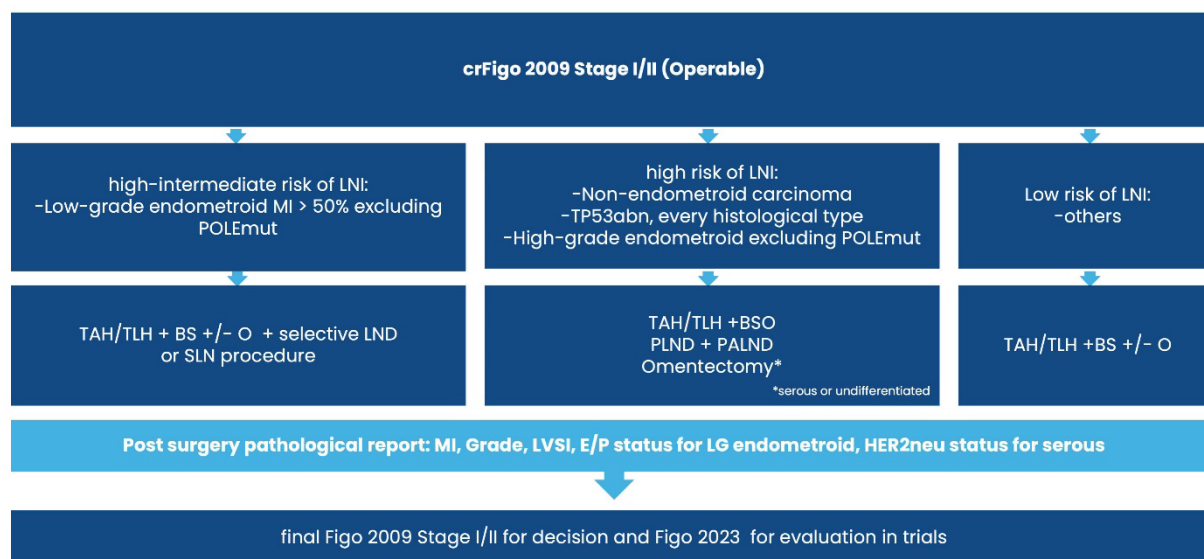 crFigo 2009 Stage I/II (Operable)
high-intermediate risk of LNI:
-Low-grade endometroid MI > 50% excluding
POLEmut
high risk of LNI:
-Non-endometroid carcinoma
-TP53abn, every histological type
-High-grade endometroid excluding POLEmut
Low risk of LNI:
-others
TAH/TLH + BS +/- O + selective LND
or SLN procedure
TAH/TLH +BSO
PLND + PALND
Omentectomy*
*serous or undifferentiated
TAH/TLH +BS +/- O
Post surgery pathological report: MI, Grade, LVSI, E/P status for LG endometroid, HER2neu status for serous
final Figo 2009 Stage I/II for decision and Figo 2023 for evaluation in trials